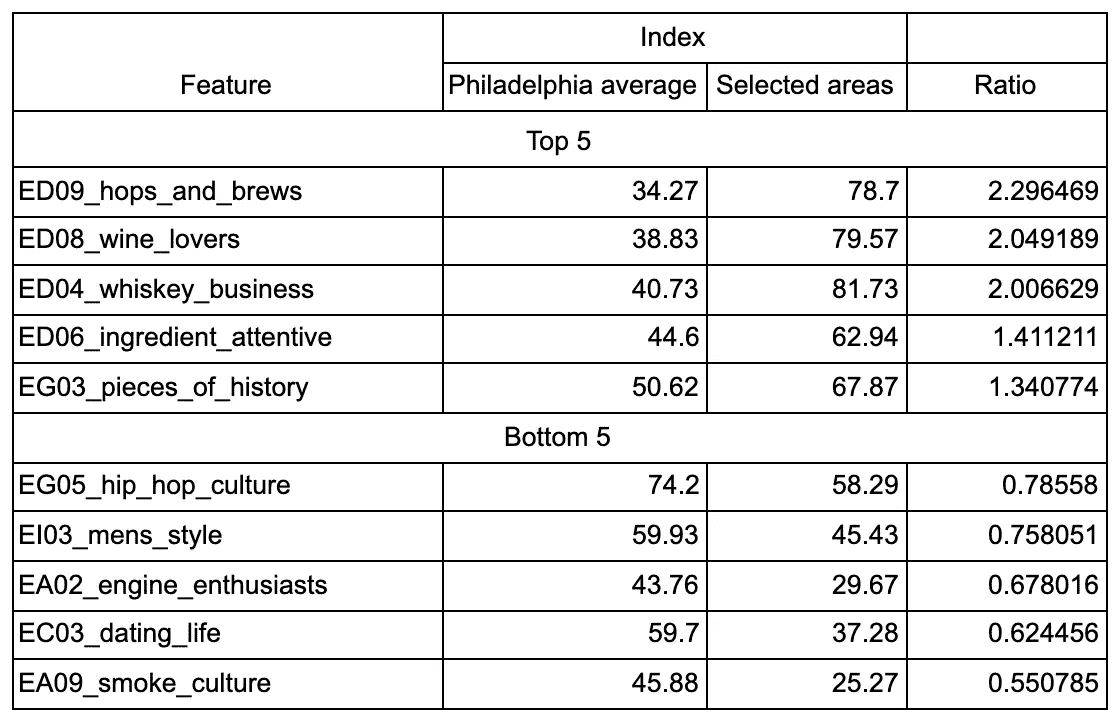 Index
Feature Philadelphia average Selected areas Ratio
Top 5
ED09_hops_and_brews 34.27 78.7 2.296469
ED08_wine_lovers 38.83 79.57 2.049189
ED04_whiskey_business 40.73 81.73 2.006629
ED06_ingredient_attentive 44.6 62.94 1.411211
EG03_pieces_of_history 50.62 67.87 1.340774
Bottom 5
EG05_hip_hop_culture 74.2 58.29 0.78558
EI03_mens_style 59.93 45.43 0.758051
EA02_engine_enthusiasts 43.76 29.67 0.678016
EC03_dating_life 59.7 37.28 0.624456
EA09_smoke_culture 45.88 25.27 0.550785